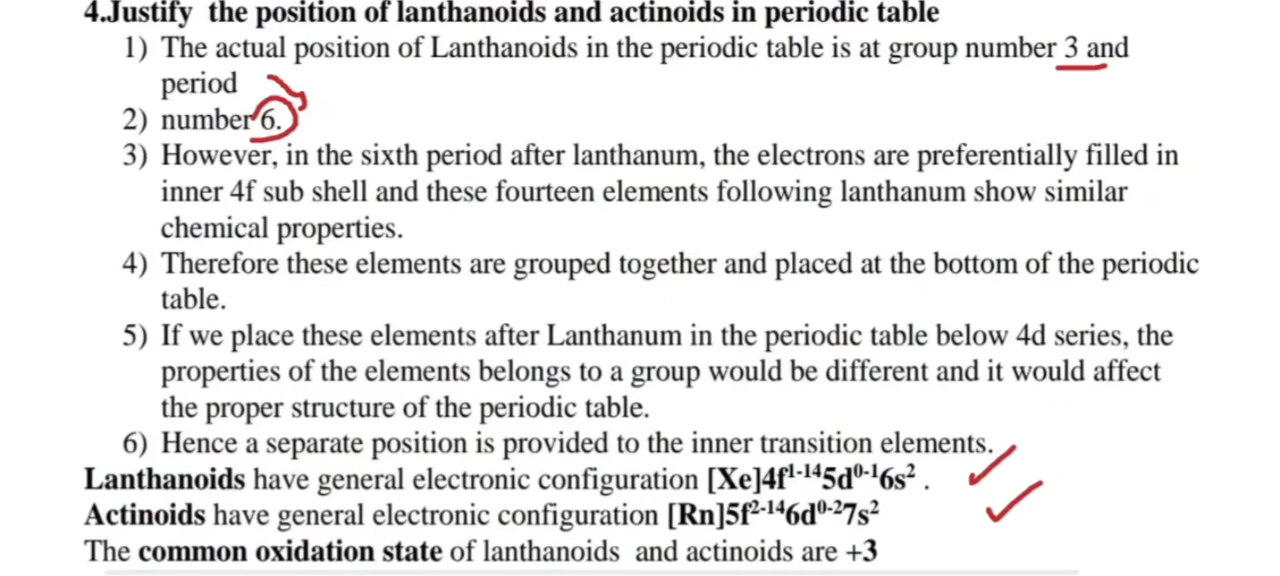 4.Justify the position of lanthanoids and actinoids in periodic table
1) The actual position of Lanthanoids in the periodic table is at group number 3 and
period
2) number 6.
3) However, in the sixth period after lanthanum, the electrons are preferentially filled in
inner 4f sub shell and these fourteen elements following lanthanum show similar
chemical properties.
4) Therefore these elements are grouped together and placed at the bottom of the periodic
table.
5) If we place these elements after Lanthanum in the periodic table below 4d series, the
properties of the elements belongs to a group would be different and it would affect
the proper structure of the periodic table.
6) Hence a separate position is provided to the inner transition elements.
Lanthanoids have general electronic configuration [Xe]4f¹⁻¹⁴5d⁰⁻¹6s² .
Actinoids have general electronic configuration [Rn]5f²⁻¹⁴6d⁰⁻²7s²
The common oxidation state of lanthanoids and actinoids are +3